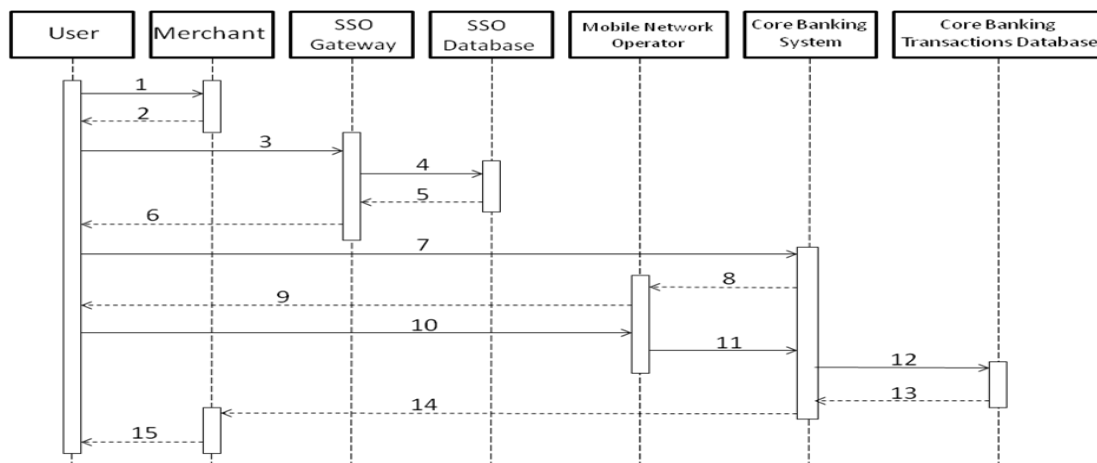 User
Merchant
SSO
Gateway
SSO
Database
Mobile Network
Operator
Core Banking
System
Core Banking
Transactions Database
1
2
3
4
5
6
7
8
9
10
11
12
13
14
15